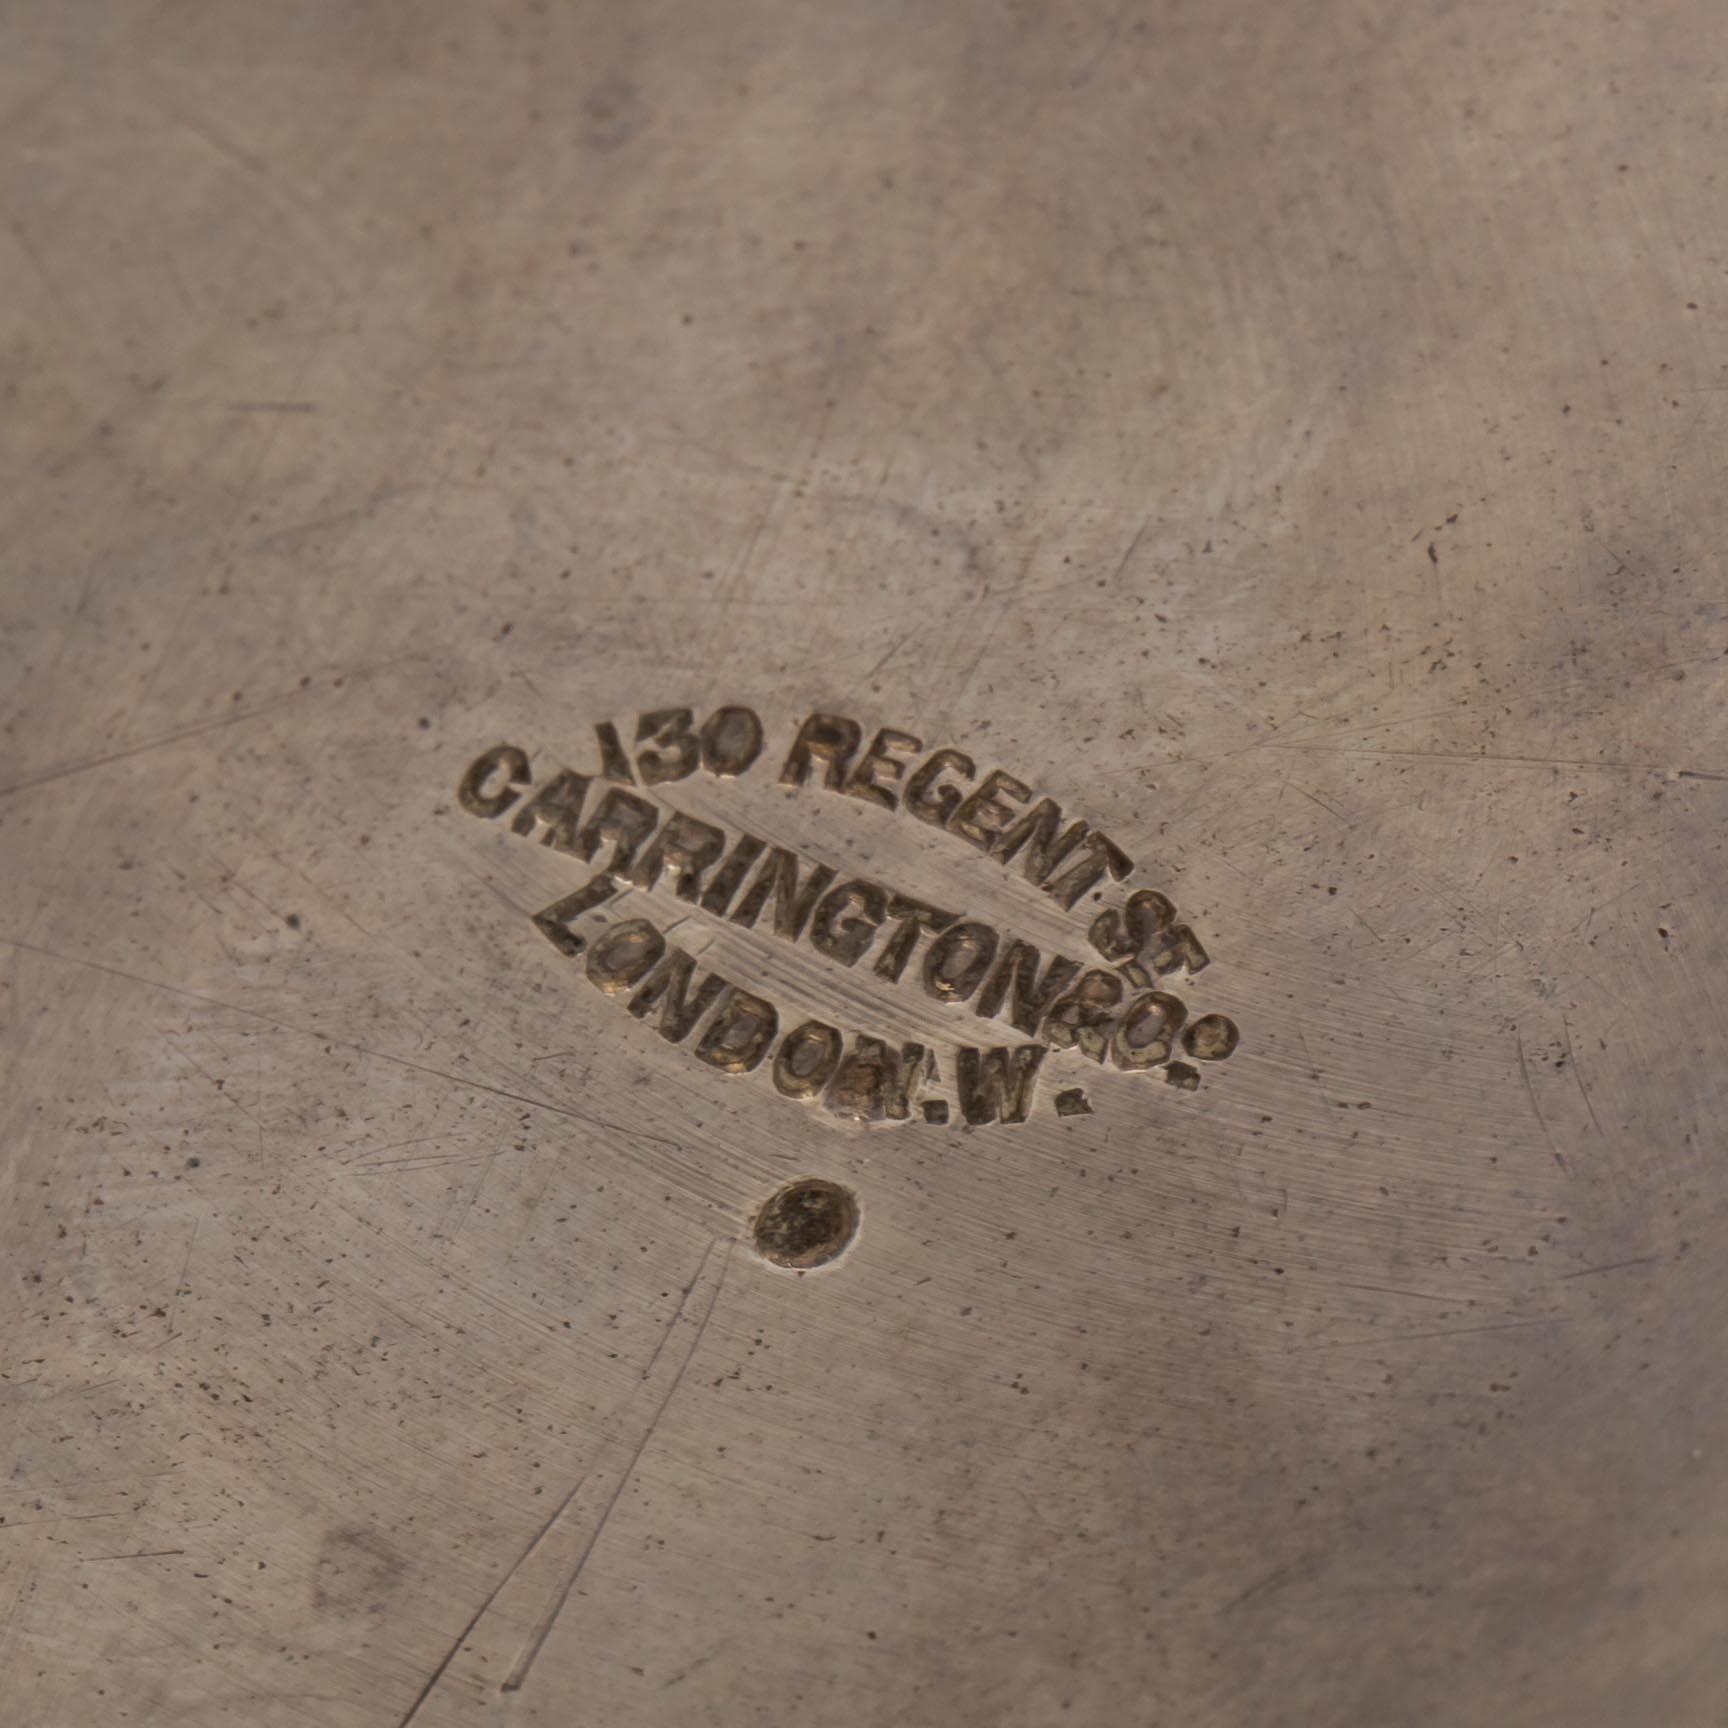 130 REGENT ST.
CARRINGTON & Co.
LONDON.W.